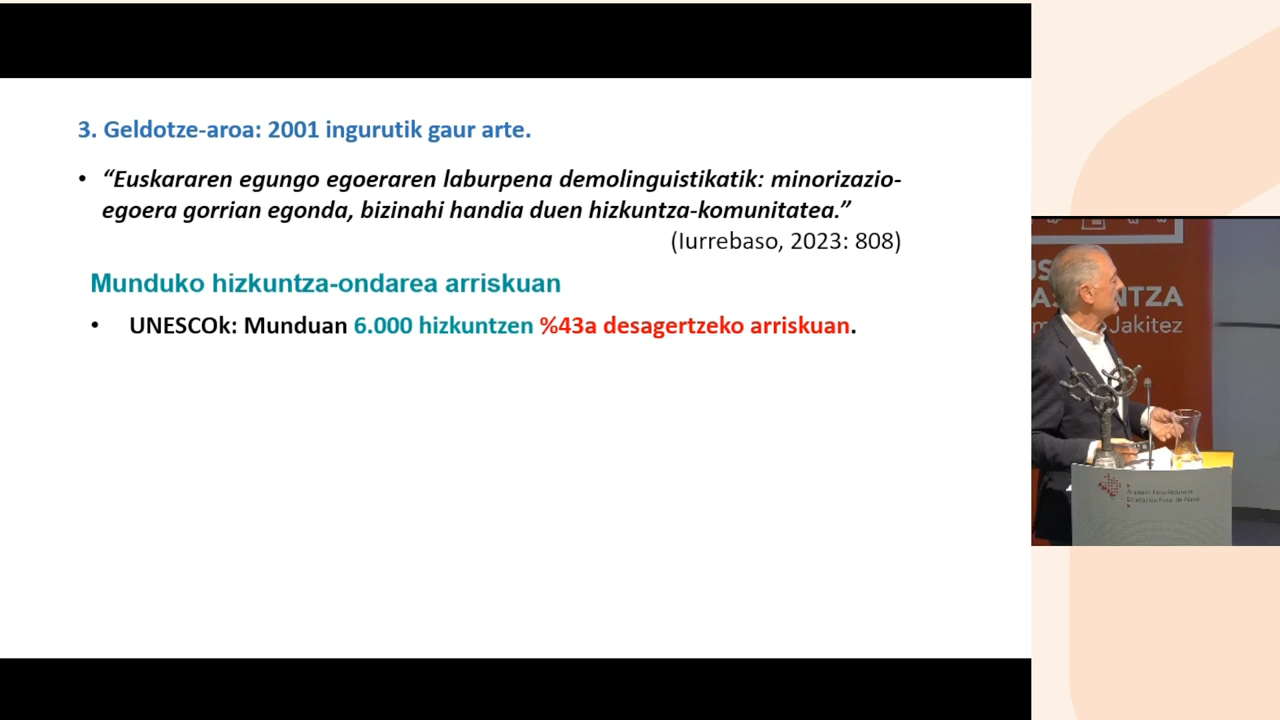 3. Geldotze-aroa: 2001 ingurutik gaur arte.
• “Euskararen egungo egoeraren laburpena demolinguistikatik: minorizazio-
egoera gorrian egonda, bizinahi handia duen hizkuntza-komunitatea.”
(Iurrebaso, 2023: 808)
Munduko hizkuntza-ondarea arriskuan
• UNESCOk: Munduan 6.000 hizkuntzen %43a desagertzeko arriskuan.
NTZA
Jakitez